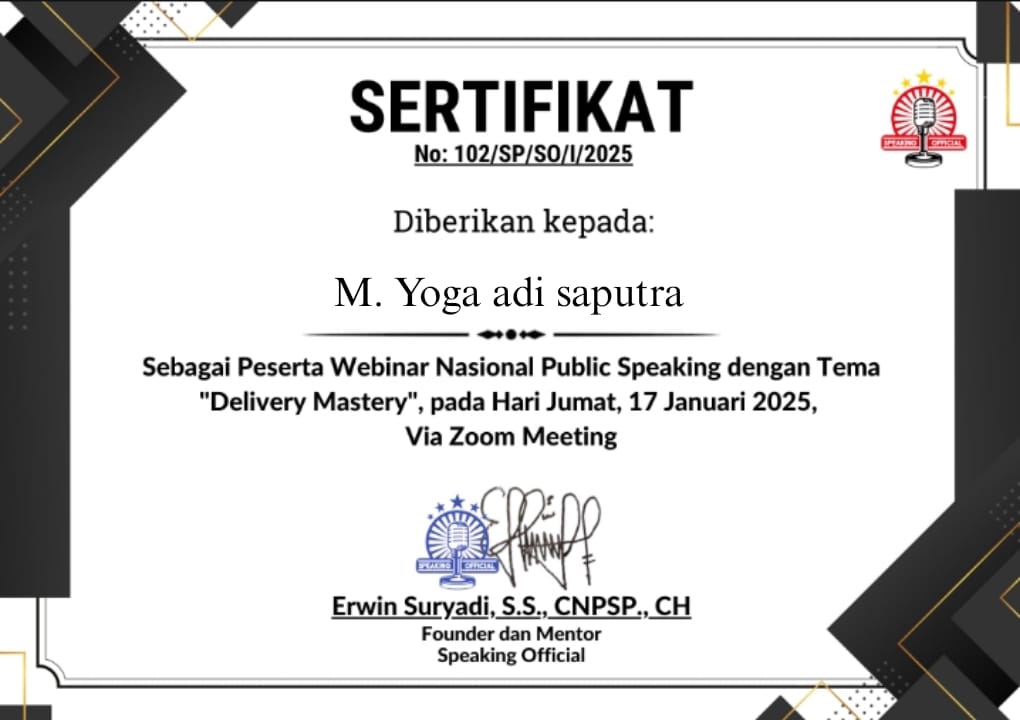 SERTIFIKAT
No: 102/SP/SO/I/2025
SPEAKING OFFICIAL
Diberikan kepada:
M. Yoga adi saputra
Sebagai Peserta Webinar Nasional Public Speaking dengan Tema
"Delivery Mastery", pada Hari Jumat, 17 Januari 2025,
Via Zoom Meeting
SPEAKING OFFICIAL
Erwin Suryadi, S.S., CNPSP., CH
Founder dan Mentor
Speaking Official